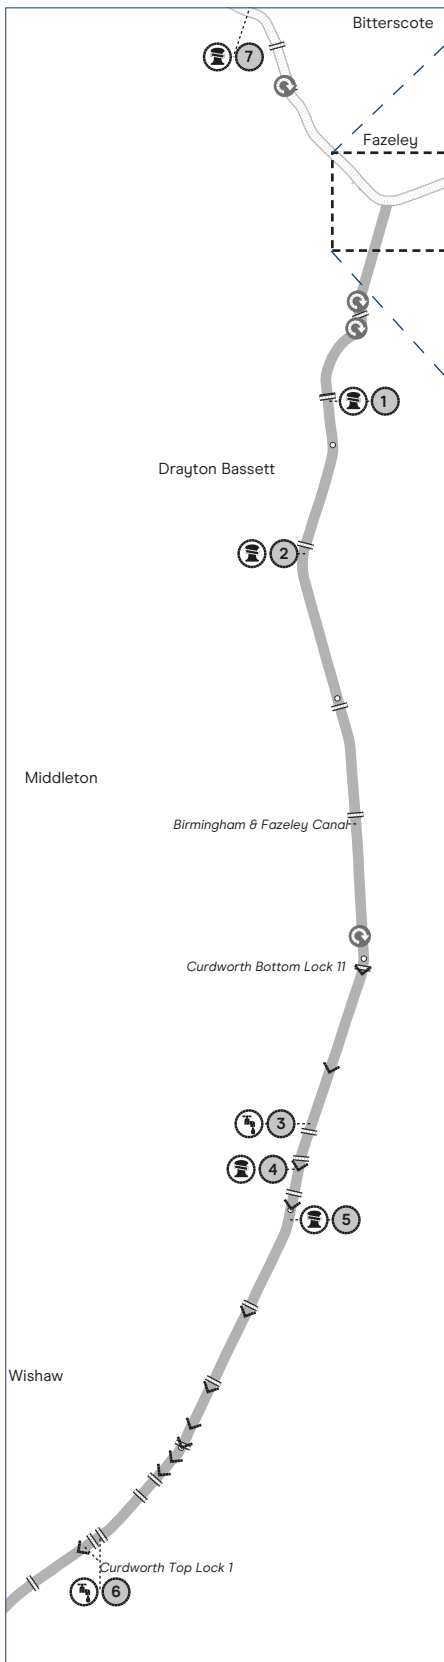 Bitterscote
7
Fazeley
1
Drayton Bassett
2
Middleton
Birmingham & Fazeley Canal
Curdworth Bottom Lock 11
3
4
5
Wishaw
Curdworth Top Lock 1
6